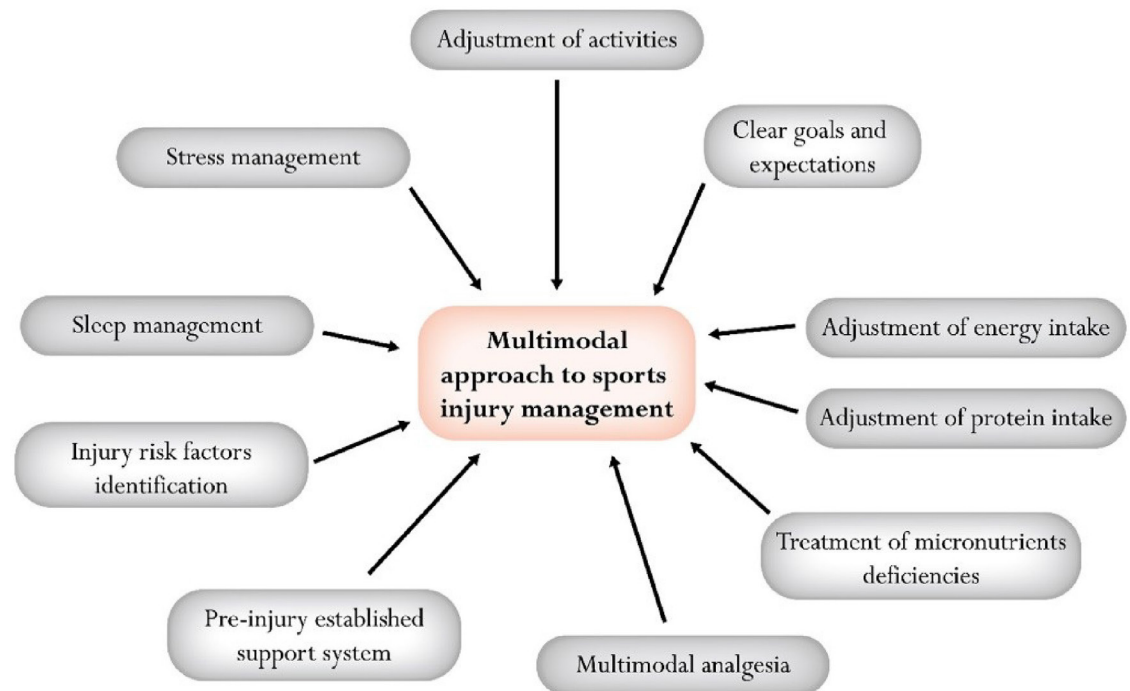 Adjustment of activities
Stress management
Clear goals and
expectations
Sleep management
Multimodal
approach to sports
injury management
Adjustment of energy intake
Adjustment of protein intake
Injury risk factors
identification
Treatment of micronutrients
deficiencies
Pre-injury established
support system
Multimodal analgesia